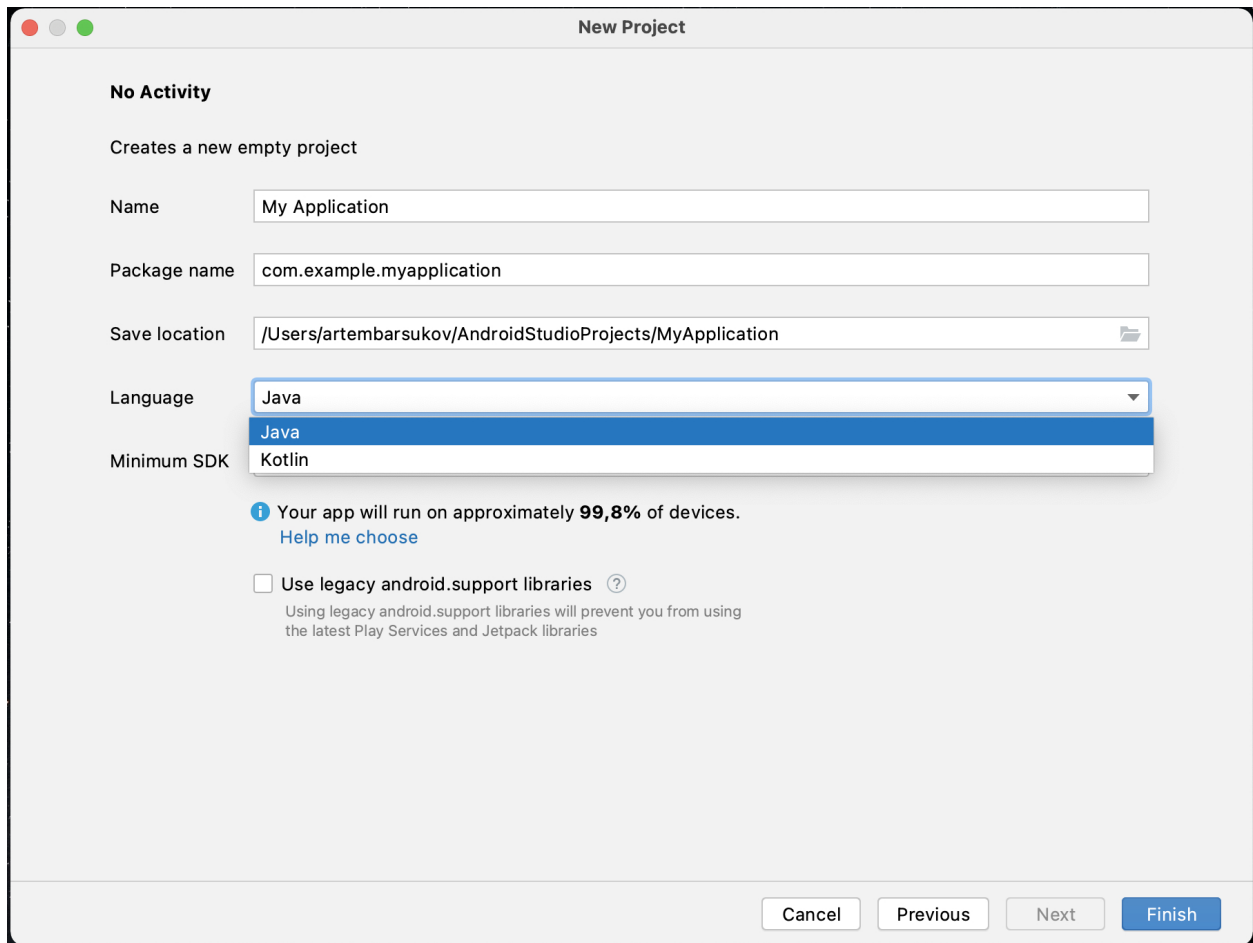 New Project
No Activity
Creates a new empty project
Name My Application
Package name com.example.myapplication
Save location /Users/artembarsukov/AndroidStudioProjects/MyApplication
Language Java
Java
Kotlin
Minimum SDK
Your app will run on approximately 99,8% of devices.
Help me choose
Use legacy android.support libraries ?
Using legacy android.support libraries will prevent you from using
the latest Play Services and Jetpack libraries
Cancel Previous Next Finish